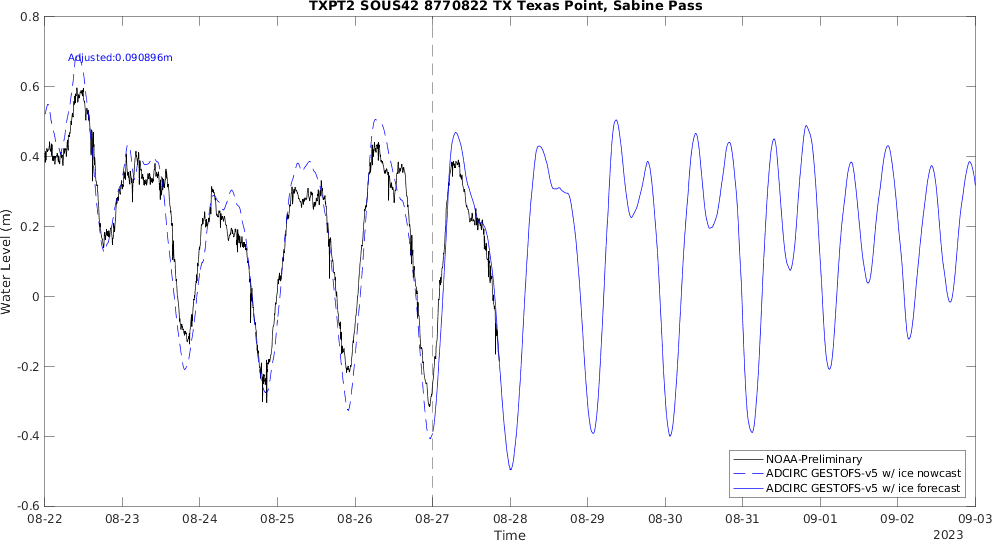 TXPT2 SOUS42 8770822 TX Texas Point, Sabine Pass
Adjusted:0.090896m
Water Level (m)
0.8
0.6
0.4
0.2
0
-0.2
-0.4
-0.6
NOAA-Preliminary
ADCIRC GESTOFS-v5 w/ ice nowcast
ADCIRC GESTOFS-v5 w/ ice forecast
08-22 08-23 08-24 08-25 08-26 08-27 08-28 08-29 08-30 08-31 09-01 09-02 09-03
Time
2023